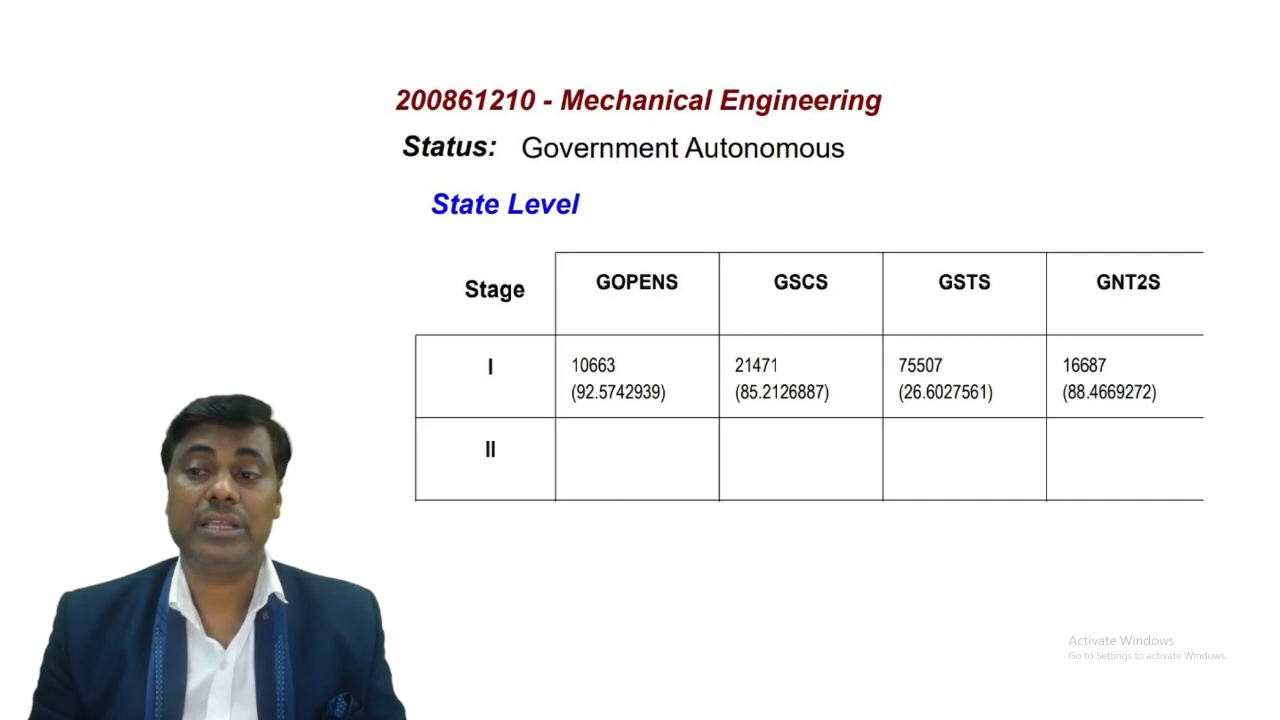 200861210 - Mechanical Engineering
Status: Government Autonomous
State Level
Stage GOPENS GSCS GSTS GNT2S
I 10663 21471 75507 16687
(92.5742939) (85.2126887) (26.6027561) (88.4669272)
II
Activate Windows
Go to Settings to activate Windows.